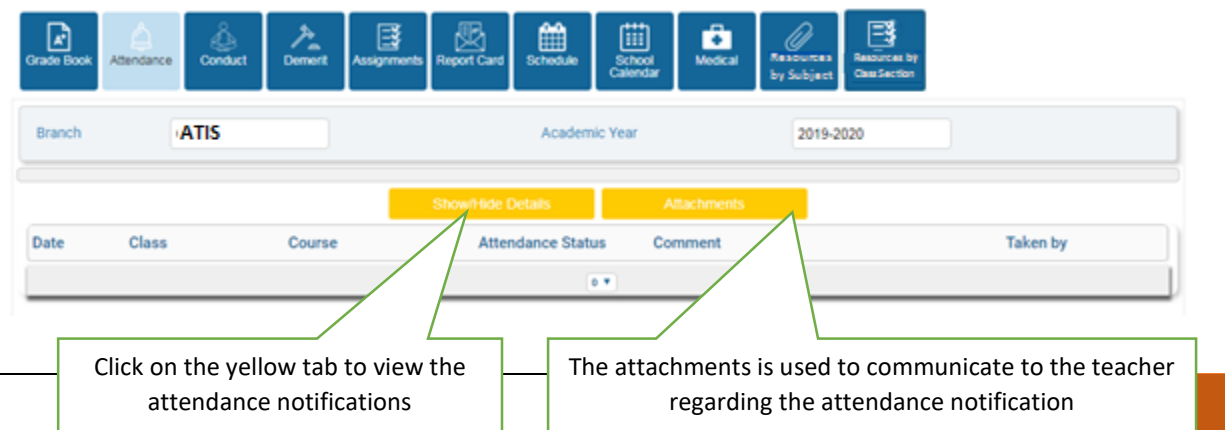 Grade Book Attendance Conduct Demerit Assignments Report Card Schedule School Calendar Medical Resources by Subject Resources by Class Section
Branch ATIS Academic Year 2019-2020
Show/Hide Details Attachments
Date Class Course Attendance Status Comment Taken by
0
Click on the yellow tab to view the
attendance notifications
The attachments is used to communicate to the teacher
regarding the attendance notification